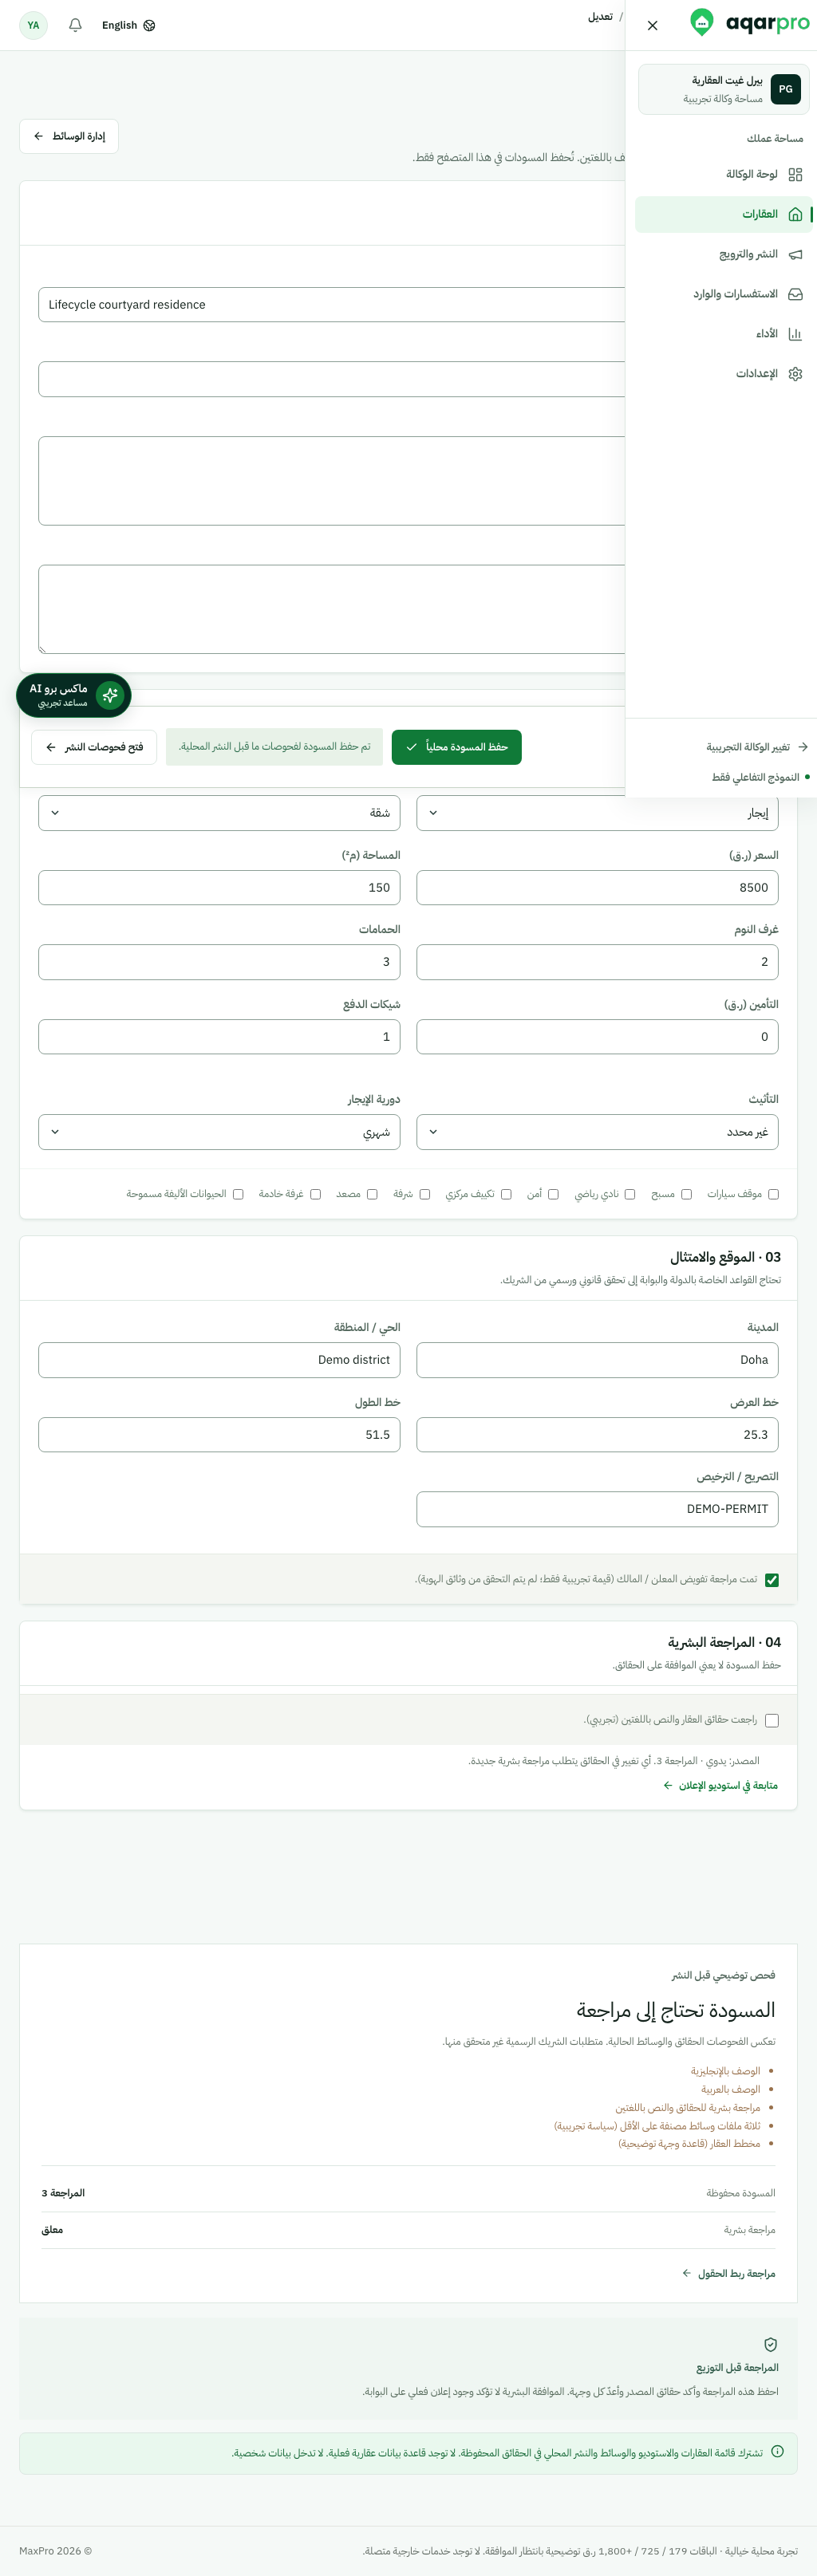 aqarpro
تعديل /
English
YA
بيرل غيت العقارية
مساحة وكالة تجريبية
PG
مساحة عملك
لوحة الوكالة
العقارات
النشر والترويج
الاستفسارات والوارد
الأداء
الإعدادات
تغيير الوكالة التجريبية
النموذج التفاعلي فقط
إدارة الوسائط
باللغتين. تُحفظ المسودات في هذا المتصفح فقط.
Lifecycle courtyard residence
ماكس برو AI
مساعد تجريبي
حفظ المسودة محلياً
تم حفظ المسودة لفحوصات ما قبل النشر المحلية.
فتح فحوصات النشر
إيجار
شقة
السعر (ر.ق)
المساحة (م²)
8500
150
غرف النوم
الحمامات
2
3
التأمين (ر.ق)
شيكات الدفع
0
1
التأثيث
دورية الإيجار
غير محدد
شهري
موقف سيارات
مسبح
نادي رياضي
أمن
تكييف مركزي
شرفة
مصعد
غرفة خادمة
الحيوانات الأليفة مسموحة
03 · الموقع والامتثال
تحتاج القواعد الخاصة بالدولة والبوابة إلى تحقق قانوني ورسمي من الشريك.
المدينة
الحي / المنطقة
Doha
Demo district
خط العرض
خط الطول
25.3
51.5
التصريح / الترخيص
DEMO-PERMIT
تمت مراجعة تفويض المعلن / المالك (قيمة تجريبية فقط؛ لم يتم التحقق من وثائق الهوية).
04 · المراجعة البشرية
حفظ المسودة لا يعني الموافقة على الحقائق.
راجعت حقائق العقار والنص باللغتين (تجريبي).
المصدر: يدوي · المراجعة 3. أي تغيير في الحقائق يتطلب مراجعة بشرية جديدة.
متابعة في استوديو الإعلان
فحص توضيحي قبل النشر
المسودة تحتاج إلى مراجعة
تعكس الفحوصات الحقائق والوسائط الحالية. متطلبات الشريك الرسمية غير متحقق منها.
الوصف بالإنجليزية
الوصف بالعربية
مراجعة بشرية للحقائق والنص باللغتين
ثلاثة ملفات وسائط مصنفة على الأقل (سياسة تجريبية)
مخطط العقار (قاعدة وجهة توضيحية)
المسودة محفوظة
المراجعة 3
مراجعة بشرية
معلق
مراجعة ربط الحقول
المراجعة قبل التوزيع
احفظ هذه المراجعة وأكد حقائق المصدر وأعدّ كل وجهة. الموافقة البشرية لا تؤكد وجود إعلان فعلي على البوابة.
تشترك قائمة العقارات والاستوديو والوسائط والنشر المحلي في الحقائق المحفوظة. لا توجد قاعدة بيانات عقارية فعلية. لا تدخل بيانات شخصية.
تجربة محلية خيالية · الباقات 179 / 725 / +1,800 ر.ق توضيحية بانتظار الموافقة. لا توجد خدمات خارجية متصلة.
© 2026 MaxPro